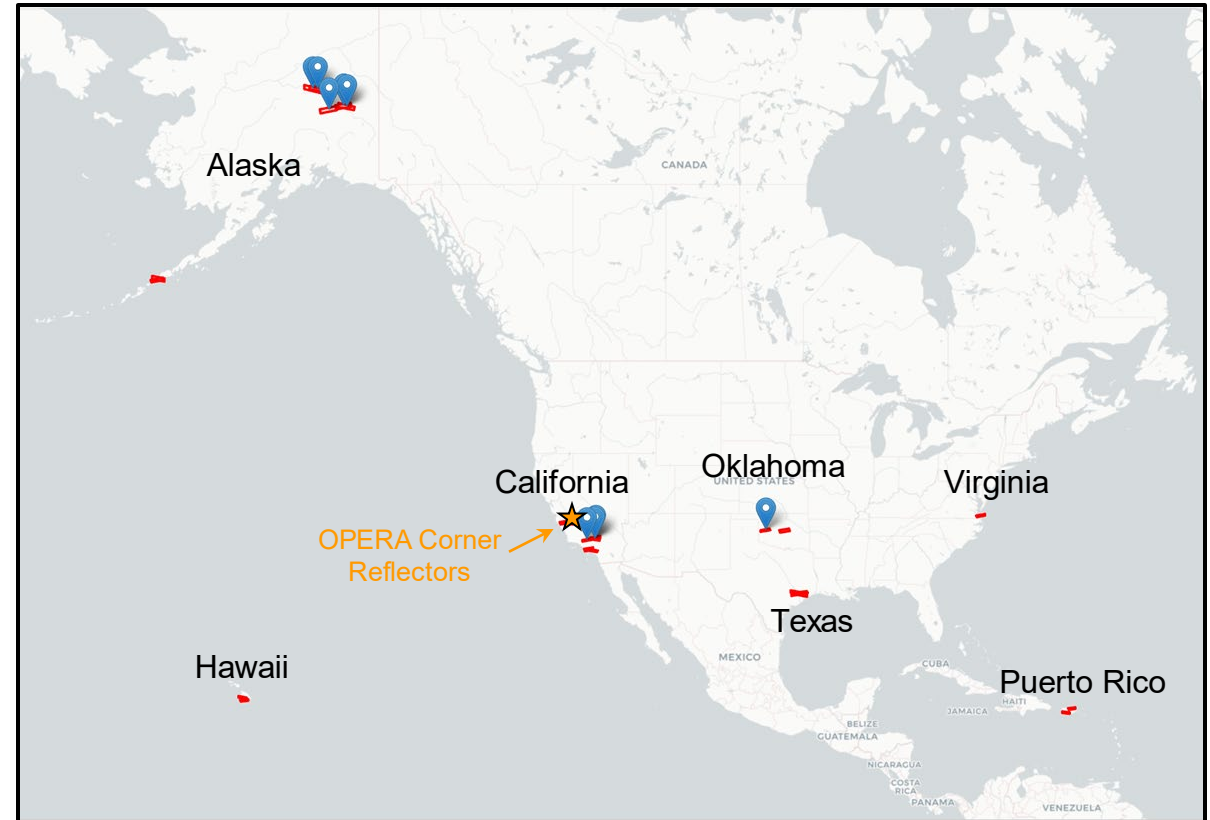 CANADA
Alaska
Oklahoma
UNITED STATES
California
Virginia
OPERA Corner
Reflectors
Texas
MEXICO
Hawaii
CUBA
Puerto Rico
HAITI
JAMAICA
BELIZE
GUATEMALA
NICARAGUA
COSTA
RICA
PANAMA
VENEZUELA